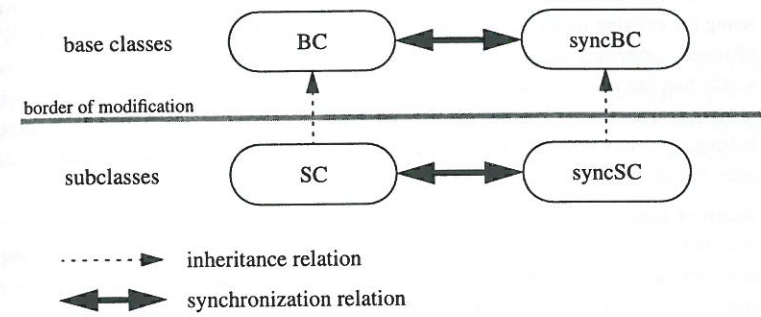 base classes BC syncBC
border of modification
subclasses SC syncSC
inheritance relation
synchronization relation